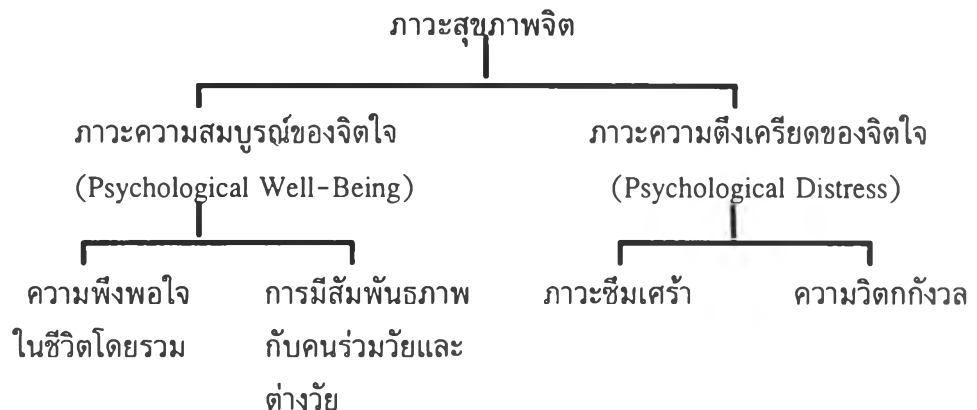 ภาวะสุขภาพจิต
ภาวะความสมบูรณ์ของจิตใจ
(Psychological Well-Being)
ภาวะความตึงเครียดของจิตใจ
(Psychological Distress)
ความพึงพอใจ
ในชีวิตโดยรวม
การมีสัมพันธภาพ
กับคนร่วมวัยและ
ต่างวัย
ภาวะซึมเศร้า
ความวิตกกังวล